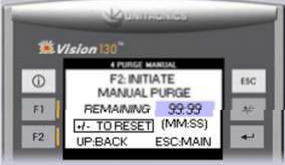 UNITRONICS
Vision130™
4 PURGE MANUAL
F2: INITIATE
MANUAL PURGE
REMAINING 99:99
+/- TO RESET (MM:SS)
UP:BACK ESC:MAIN
ESC
F1 +/-
F2